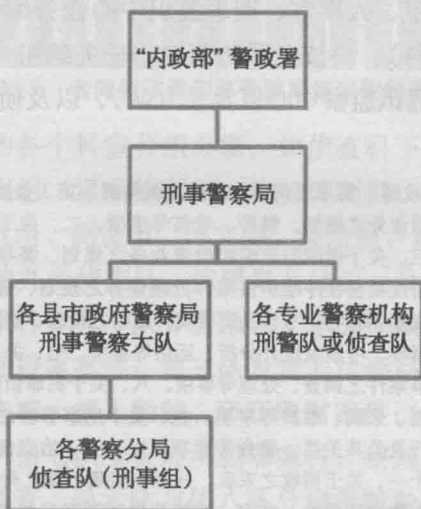 “内政部”警政署
刑事警察局
各县市政府警察局
刑事警察大队
各专业警察机构
刑警队或侦查队
各警察分局
侦查队(刑事组)